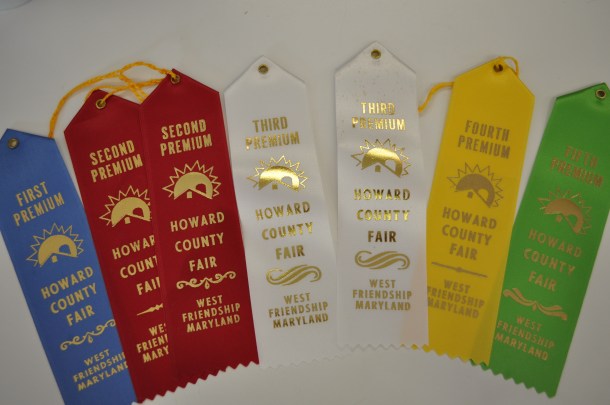 FIRST
PREMIUM
HOWARD
COUNTY
FAIR
WEST
FRIENDSHIP
MARYLAND
SECOND
PREMIUM
HOWARD
COUNTY
FAIR
WEST
FRIENDSHIP
MARYLAND
SECOND
PREMIUM
HOWARD
COUNTY
FAIR
WEST
FRIENDSHIP
MARYLAND
THIRD
PREMIUM
HOWARD
COUNTY
FAIR
WEST
FRIENDSHIP
MARYLAND
THIRD
PREMIUM
HOWARD
COUNTY
FAIR
WEST
FRIENDSHIP
MARYLAND
FOURTH
PREMIUM
HOWARD
COUNTY
FAIR
WEST
FRIENDSHIP
MARYLAND
FIFTH
PREMIUM
HOWARD
COUNTY
FAIR
WEST
FRIENDSHIP
MARYLAND